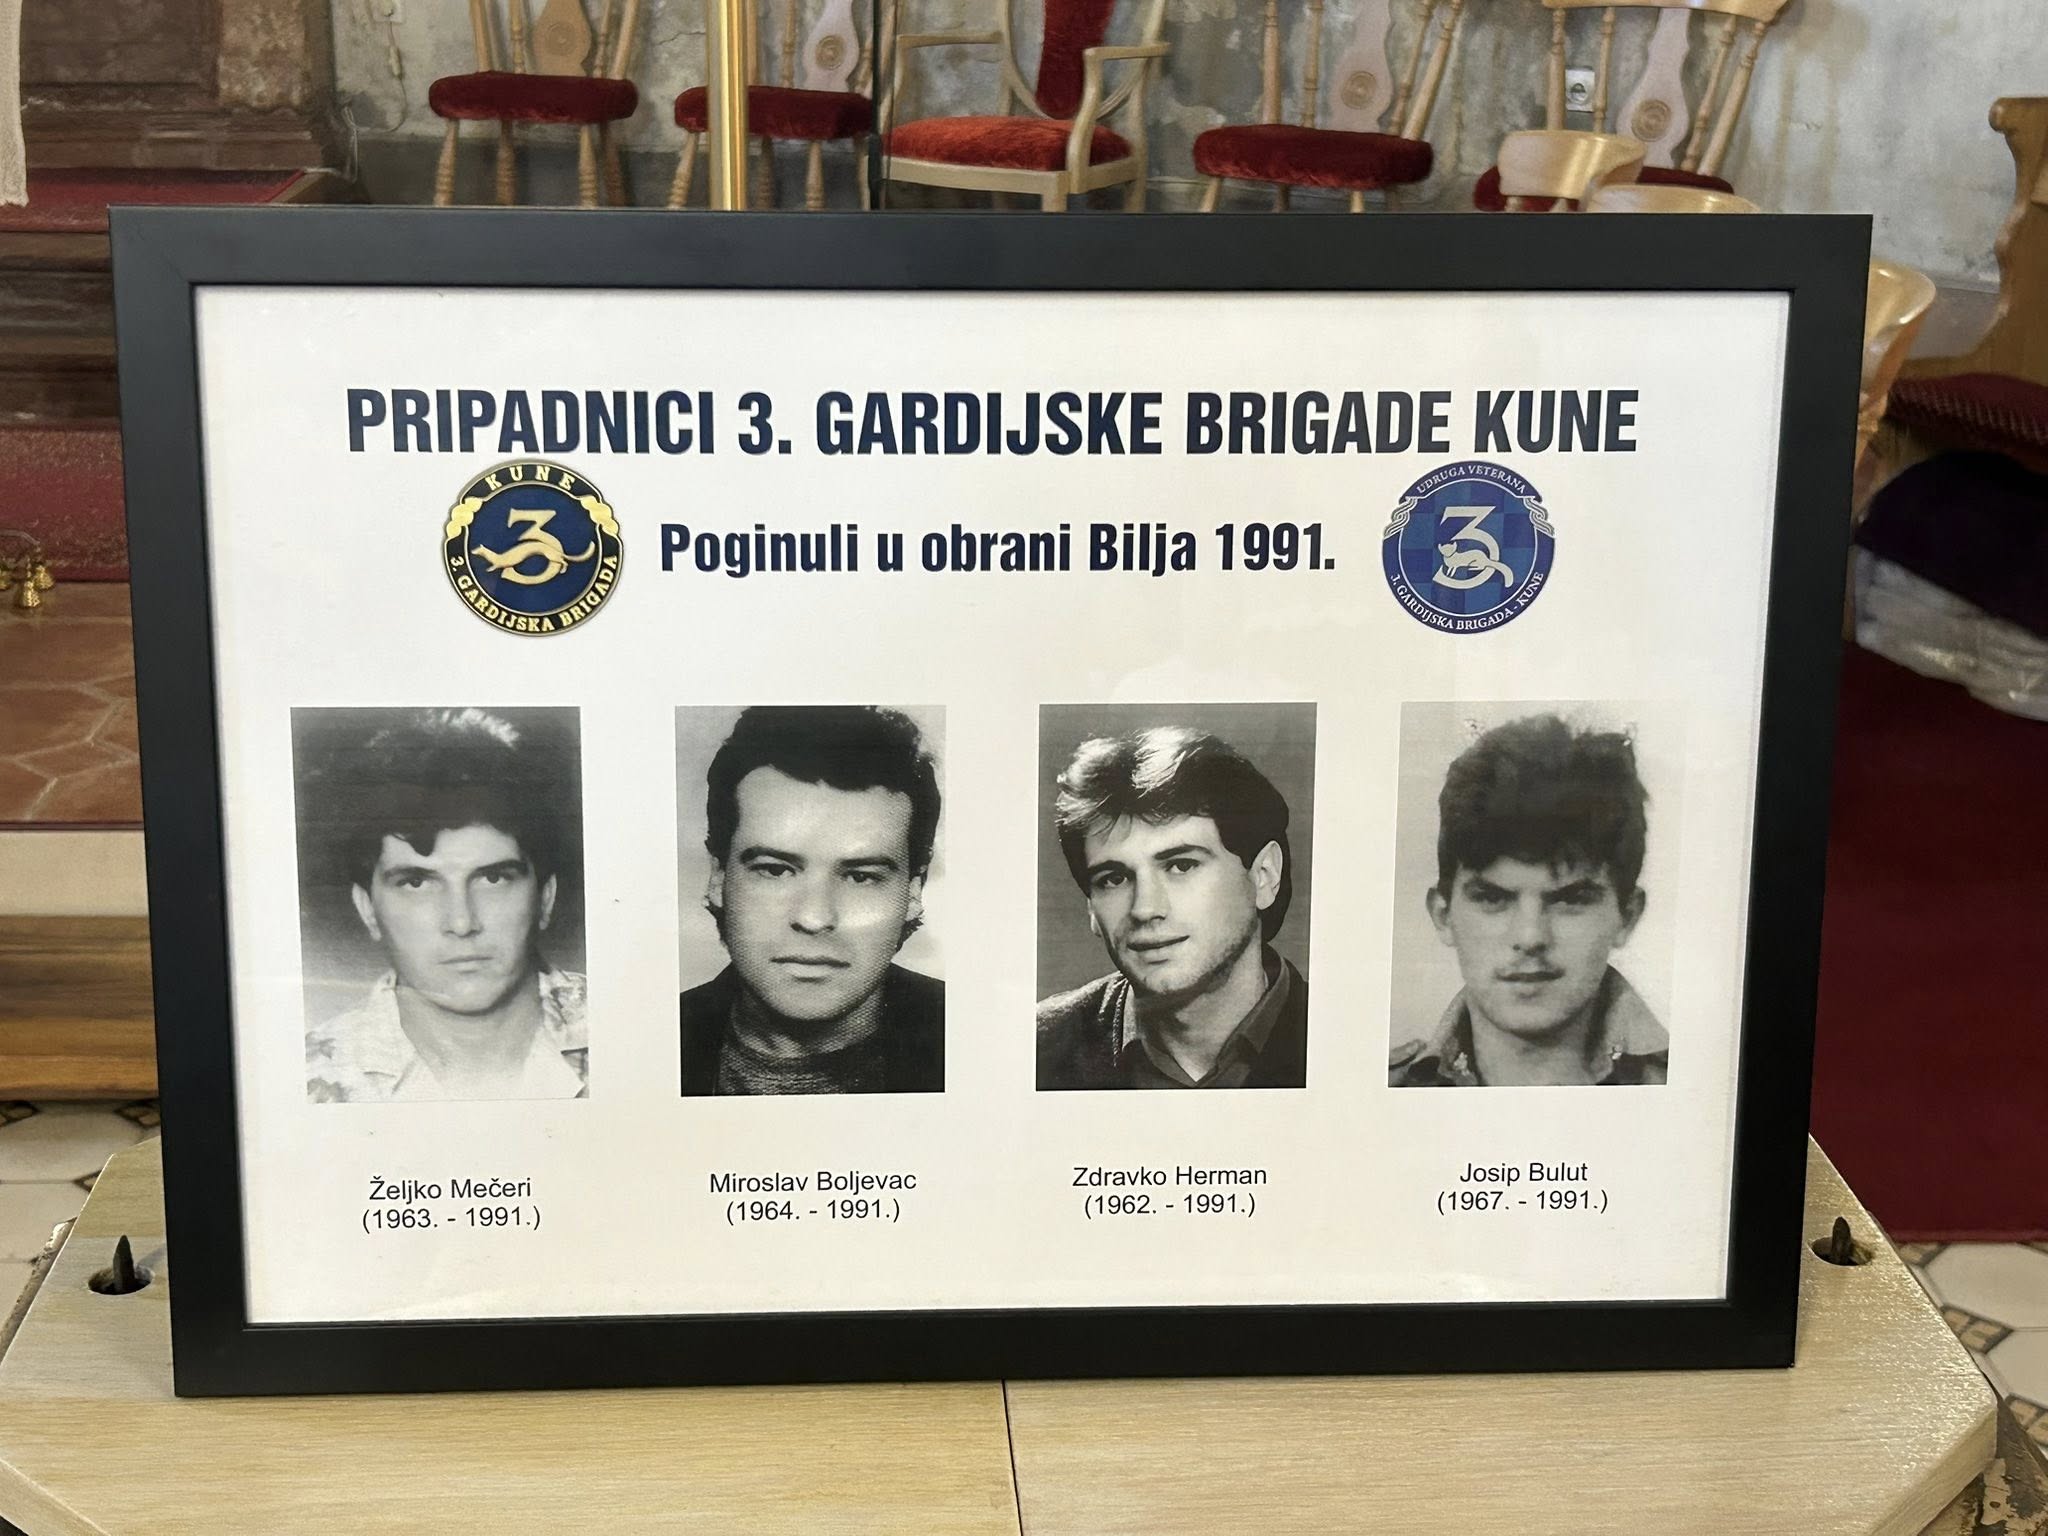 PRIPADNICI 3. GARDIJSKE BRIGADE KUNE
KUNE
3
3. GARDIJSKA BRIGADA
Poginuli u obrani Bilja 1991.
UDRUGA VETERANA
3
3. GARDIJSKA BRIGADA - KUNE
Željko Mečeri
(1963. - 1991.)
Miroslav Boljevac
(1964. - 1991.)
Zdravko Herman
(1962. - 1991.)
Josip Bulut
(1967. - 1991.)